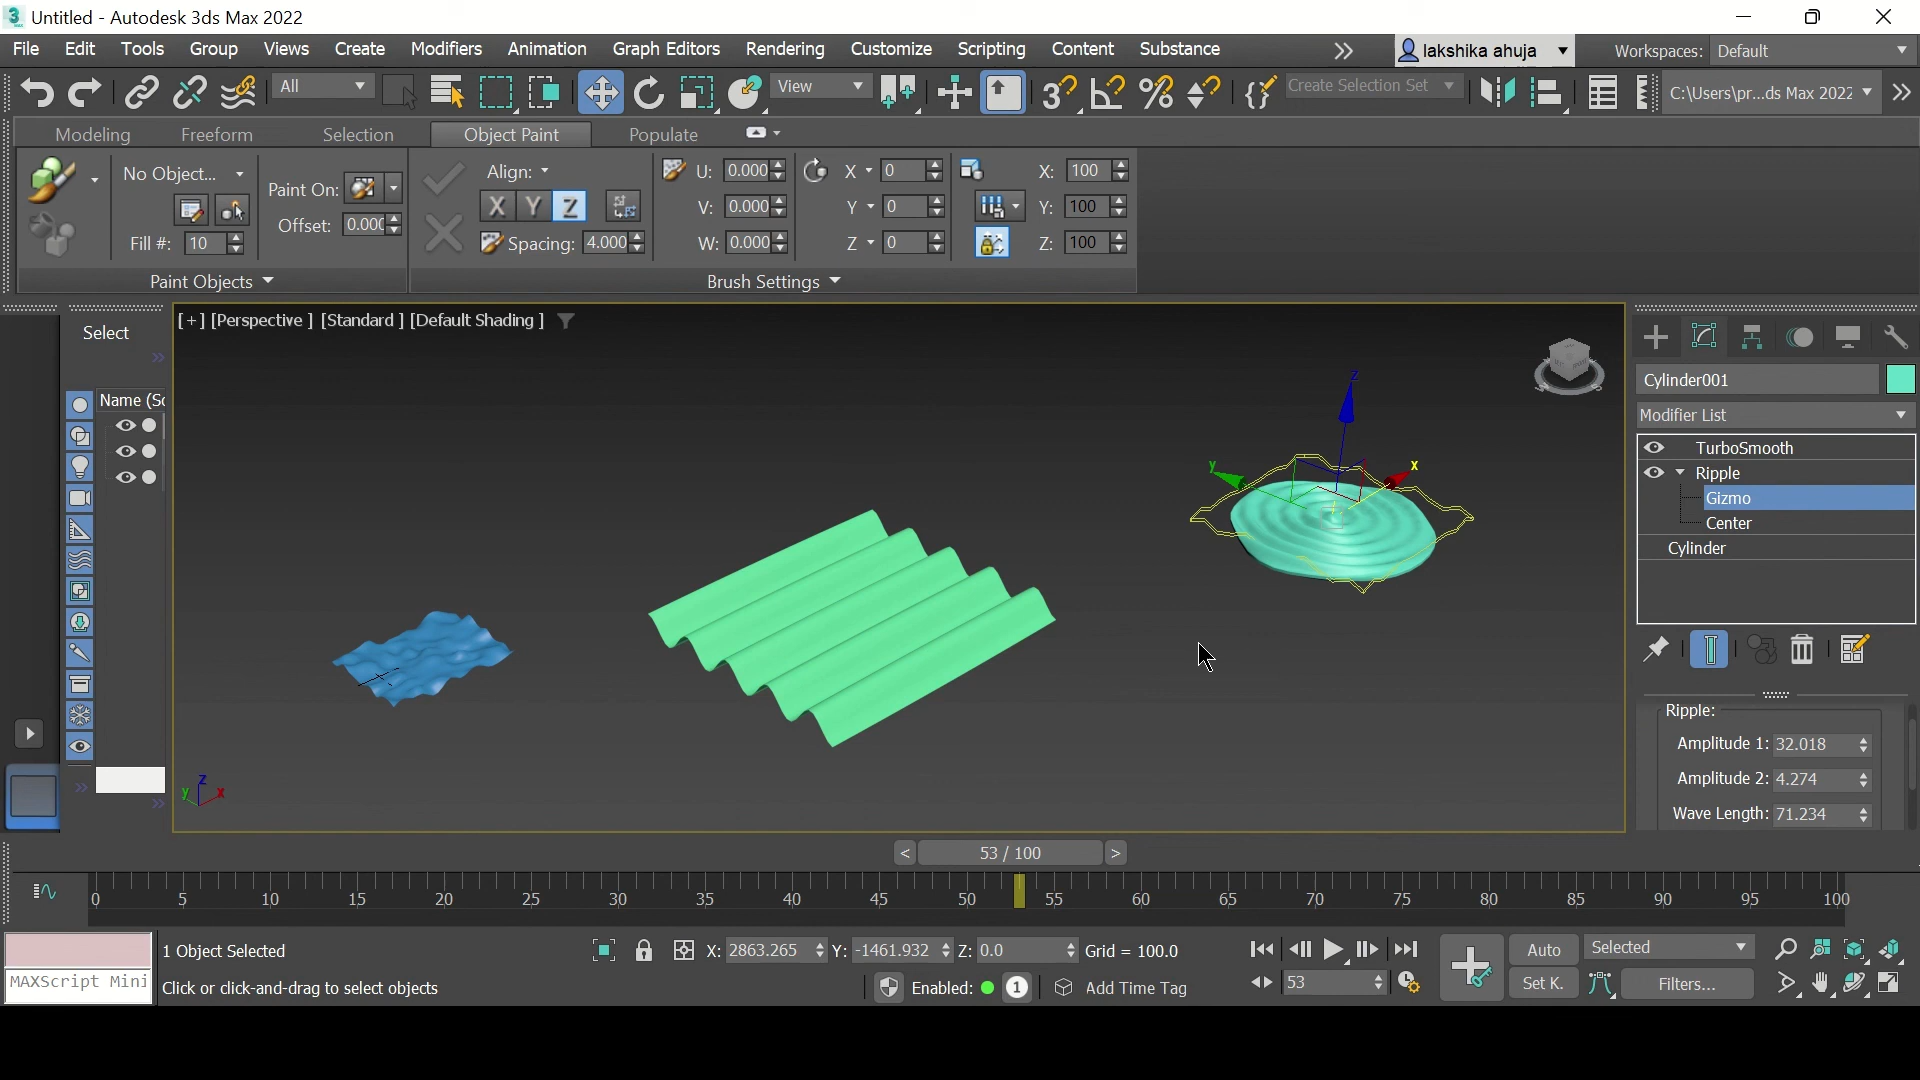 Untitled - Autodesk 3ds Max 2022
File Edit Tools Group Views Create Modifiers Animation Graph Editors Rendering Customize Scripting Content Substance lakshika ahuja Workspaces: Default
All View Create Selection Set C:\Users\pr...ds Max 2022
Modeling Freeform Selection Object Paint Populate
No Object... Paint On: Align: U: 0.000 X 0 X: 100
X Y Z
Offset: 0.000 V: 0.000 Y 0 Y: 100
Fill #: 10 Spacing: 4.000 W: 0.000 Z 0 Z: 100
Paint Objects Brush Settings
Select
[+] [Perspective ] [Standard ] [Default Shading ]
Name (Sc
z
y x
z
y x
Cylinder001
Modifier List
TurboSmooth
Ripple
Gizmo
Center
Cylinder
Ripple:
Amplitude 1: 32.018
Amplitude 2: 4.274
Wave Length: 71.234
< 53 / 100 >
0 5 10 15 20 25 30 35 40 45 50 55 60 65 70 75 80 85 90 95 100
1 Object Selected X: 2863.265 Y: -1461.932 Z: 0.0 Grid = 100.0 Auto Selected
MAXScript Mini Click or click-and-drag to select objects Enabled: 1 Add Time Tag 53 Set K. Filters...